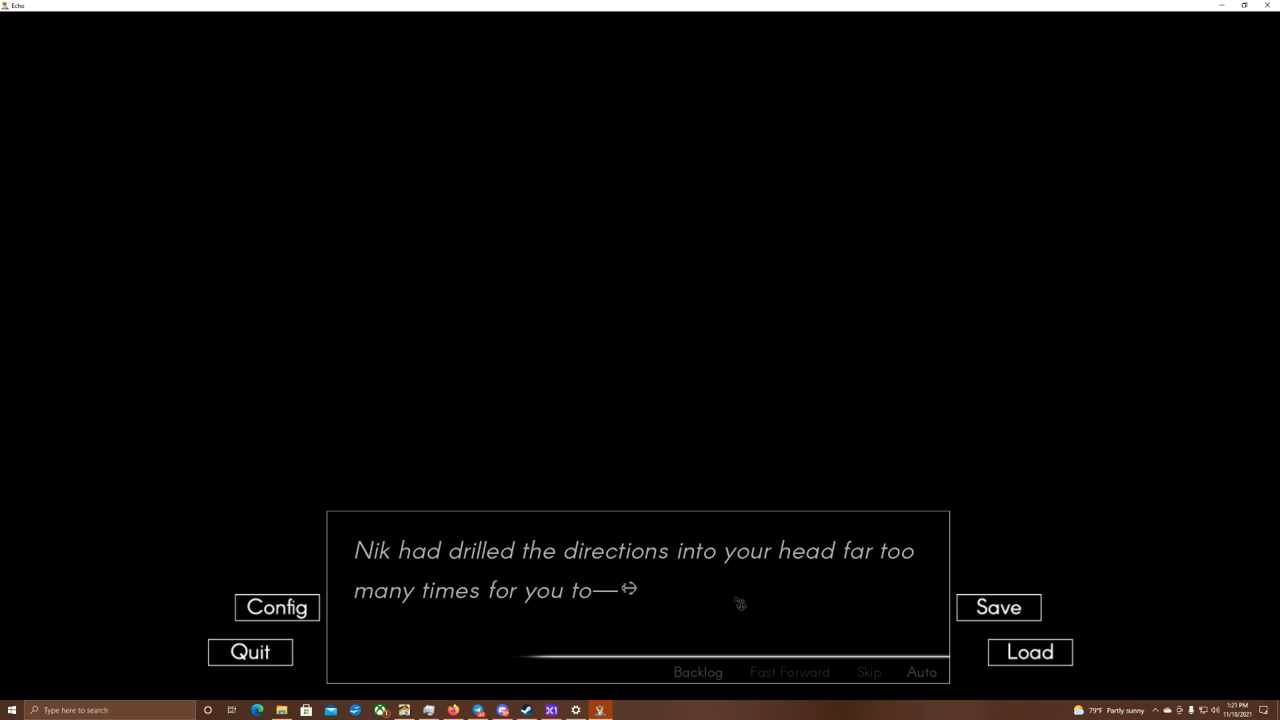 Echo
Nik had drilled the directions into your head far too
many times for you to—
Config
Save
Quit
Load
Backlog
Fast Forward
Skip
Auto
Type here to search
79°F Partly sunny
1:21 PM
11/18/2021